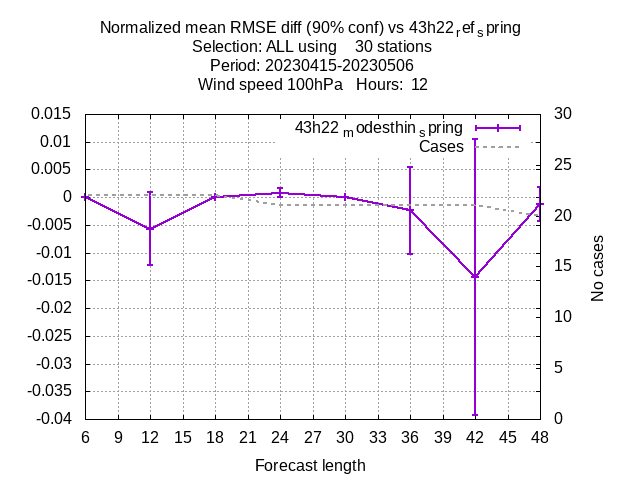 Normalized mean RMSE diff (90% conf) vs 43h22refspring
Selection: ALL using 30 stations
Period: 20230415-20230506
Wind speed 100hPa Hours: 12
43h22modesthinspring
Cases
0.015
0.01
0.005
0
-0.005
-0.01
-0.015
-0.02
-0.025
-0.03
-0.035
-0.04
30
25
20
15
10
5
0
No cases
6 9 12 15 18 21 24 27 30 33 36 39 42 45 48
Forecast length